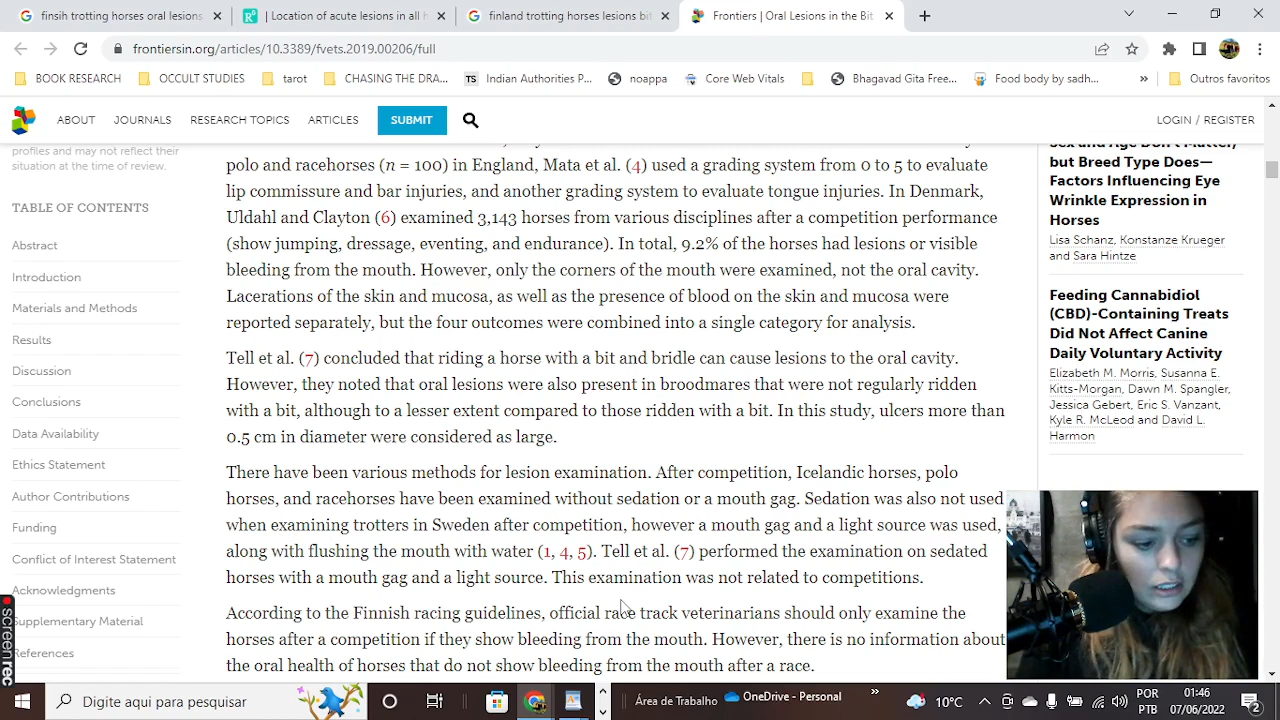 finsit trotting horses oral lesions
Location of acute lesions in all h
finland trotting horses lesions bit
Frontiers | Oral Lesions in the Bit
frontiersin.org/articles/10.3389/fvets.2019.00206/full
BOOK RESEARCH
OCCULT STUDIES
tarot
CHASING THE DRA...
TS
Indian Authorities P...
noappa
Core Web Vitals
Bhagavad Gita Free...
Food body by sadh...
»
Outros favoritos
ABOUT
JOURNALS
RESEARCH TOPICS
ARTICLES
SUBMIT
LOGIN / REGISTER
profiles and may not reflect their
situation at the time of review.
TABLE OF CONTENTS
Abstract
Introduction
Materials and Methods
Results
Discussion
Conclusions
Data Availability
Ethics Statement
Author Contributions
Funding
Conflict of Interest Statement
Acknowledgments
Supplementary Material
References
polo and racehorses (n = 100) in England, Mata et al. (4) used a grading system from 0 to 5 to evaluate
lip commissure and bar injuries, and another grading system to evaluate tongue injuries. In Denmark,
Uldahl and Clayton (6) examined 3,143 horses from various disciplines after a competition performance
(show jumping, dressage, eventing, and endurance). In total, 9.2% of the horses had lesions or visible
bleeding from the mouth. However, only the corners of the mouth were examined, not the oral cavity.
Lacerations of the skin and mucosa, as well as the presence of blood on the skin and mucosa were
reported separately, but the four outcomes were combined into a single category for analysis.
Tell et al. (7) concluded that riding a horse with a bit and bridle can cause lesions to the oral cavity.
However, they noted that oral lesions were also present in broodmares that were not regularly ridden
with a bit, although to a lesser extent compared to those ridden with a bit. In this study, ulcers more than
0.5 cm in diameter were considered as large.
There have been various methods for lesion examination. After competition, Icelandic horses, polo
horses, and racehorses have been examined without sedation or a mouth gag. Sedation was also not used
when examining trotters in Sweden after competition, however a mouth gag and a light source was used,
along with flushing the mouth with water (1, 4, 5). Tell et al. (7) performed the examination on sedated
horses with a mouth gag and a light source. This examination was not related to competitions.
According to the Finnish racing guidelines, official race track veterinarians should only examine the
horses after a competition if they show bleeding from the mouth. However, there is no information about
the oral health of horses that do not show bleeding from the mouth after a race.
Sex and Age Don't Matter,
but Breed Type Does—
Factors Influencing Eye
Wrinkle Expression in
Horses
Lisa Schanz, Konstanze Krueger
and Sara Hintze
Feeding Cannabidiol
(CBD)-Containing Treats
Did Not Affect Canine
Daily Voluntary Activity
Elizabeth M. Morris, Susanna E.
Kitts-Morgan, Dawn M. Spangler,
Jessica Gebert, Eric S. Vanzant,
Kyle R. McLeod and David L.
Harmon
screenrec
Digite aqui para pesquisar
Área de Trabalho
OneDrive - Personal
»
10°C
POR
01:46
07/06/2022
2